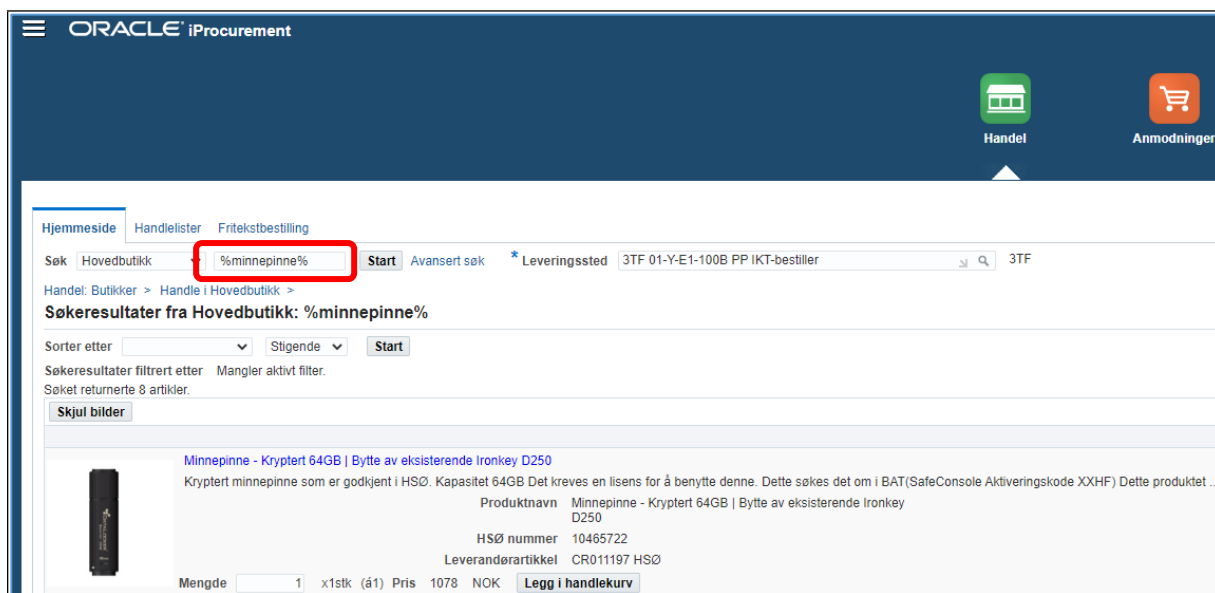 ORACLE iProcurement
Handel
Anmodninger
Hjemmeside Handlelister Fritekstbestilling
Søk Hovedbutikk %minnepinne% Start Avansert søk * Leveringssted 3TF 01-Y-E1-100B PP IKT-bestiller 3TF
Handel: Butikker > Handle i Hovedbutikk >
Søkeresultater fra Hovedbutikk: %minnepinne%
Sorter etter Stigende Start
Søkeresultater filtrert etter Mangler aktivt filter.
Søket returnerte 8 artikler.
Skjul bilder
Minnepinne - Kryptert 64GB | Bytte av eksisterende Ironkey D250
Kryptert minnepinne som er godkjent i HSØ. Kapasitet 64GB Det kreves en lisens for å benytte denne. Dette søkes det om i BAT(SafeConsole Aktiveringskode XXHF) Dette produktet ..
Produktnavn Minnepinne - Kryptert 64GB | Bytte av eksisterende Ironkey
D250
HSØ nummer 10465722
Leverandørartikkel CR011197 HSØ
Mengde 1 x1stk (á1) Pris 1078 NOK Legg i handlekurv